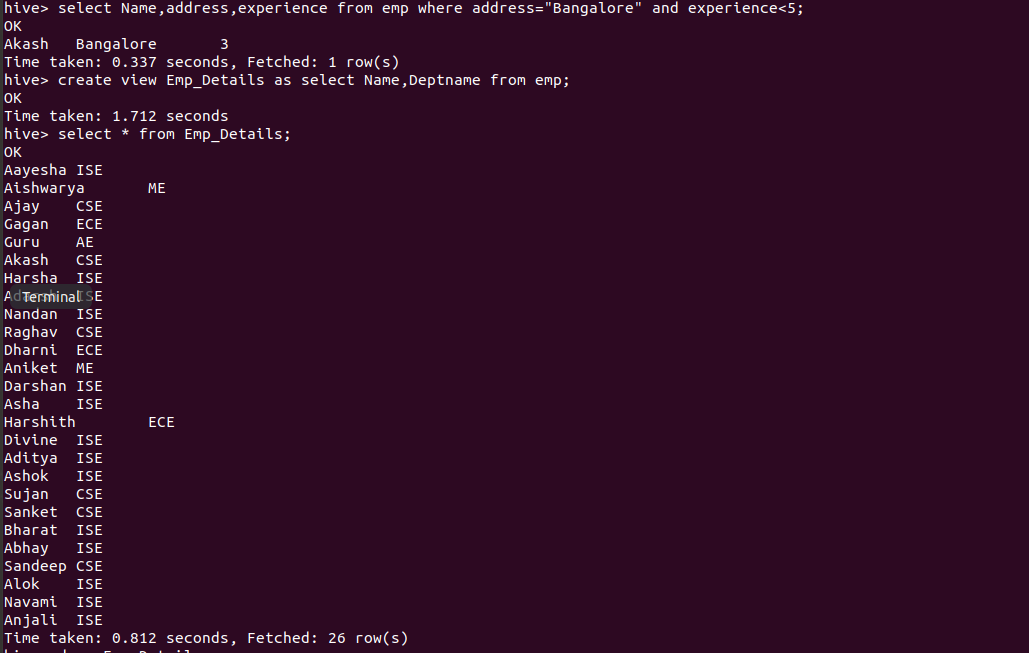 hive> select Name,address,experience from emp where address="Bangalore" and experience<5;
OK
Akash	Bangalore	3
Time taken: 0.337 seconds, Fetched: 1 row(s)
hive> create view Emp_Details as select Name,Deptname from emp;
OK
Time taken: 1.712 seconds
hive> select * from Emp_Details;
OK
Aayesha	ISE
Aishwarya	ME
Ajay	CSE
Gagan	ECE
Guru	AE
Akash	CSE
Harsha	ISE
Terminal	ISE
Nandan	ISE
Raghav	CSE
Dharni	ECE
Aniket	ME
Darshan	ISE
Asha	ISE
Harshith	ECE
Divine	ISE
Aditya	ISE
Ashok	ISE
Sujan	CSE
Sanket	CSE
Bharat	ISE
Abhay	ISE
Sandeep	CSE
Alok	ISE
Navami	ISE
Anjali	ISE
Time taken: 0.812 seconds, Fetched: 26 row(s)